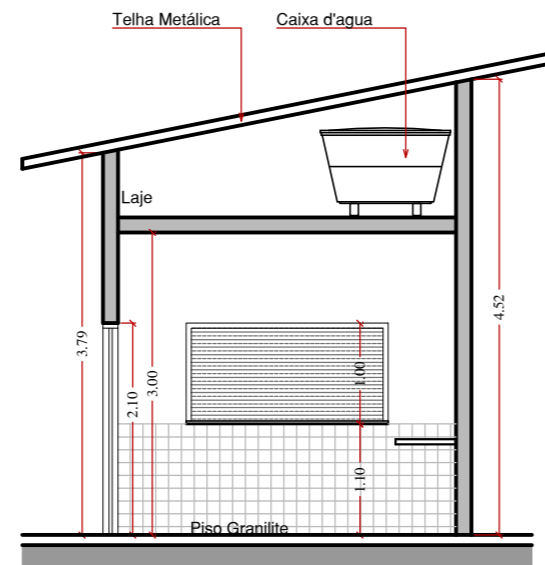 Telha Metálica
Caixa d'agua
Laje
3.79
2.10
3.00
1.00
1.10
4.52
Piso Granilite